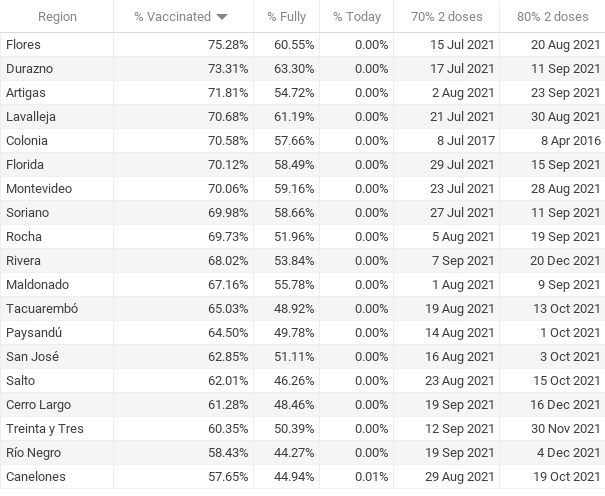 Region % Vaccinated % Fully % Today 70% 2 doses 80% 2 doses
Flores 75.28% 60.55% 0.00% 15 Jul 2021 20 Aug 2021
Durazno 73.31% 63.30% 0.00% 17 Jul 2021 11 Sep 2021
Artigas 71.81% 54.72% 0.00% 2 Aug 2021 23 Sep 2021
Lavalleja 70.68% 61.19% 0.00% 21 Jul 2021 30 Aug 2021
Colonia 70.58% 57.66% 0.00% 8 Jul 2017 8 Apr 2016
Florida 70.12% 58.49% 0.00% 29 Jul 2021 15 Sep 2021
Montevideo 70.06% 59.16% 0.00% 23 Jul 2021 28 Aug 2021
Soriano 69.98% 58.66% 0.00% 27 Jul 2021 11 Sep 2021
Rocha 69.73% 51.96% 0.00% 5 Aug 2021 19 Sep 2021
Rivera 68.02% 53.84% 0.00% 7 Sep 2021 20 Dec 2021
Maldonado 67.16% 55.78% 0.00% 1 Aug 2021 9 Sep 2021
Tacuarembó 65.03% 48.92% 0.00% 19 Aug 2021 13 Oct 2021
Paysandú 64.50% 49.78% 0.00% 14 Aug 2021 1 Oct 2021
San José 62.85% 51.11% 0.00% 16 Aug 2021 3 Oct 2021
Salto 62.01% 46.26% 0.00% 23 Aug 2021 15 Oct 2021
Cerro Largo 61.28% 48.46% 0.00% 19 Sep 2021 16 Dec 2021
Treinta y Tres 60.35% 50.39% 0.00% 12 Sep 2021 30 Nov 2021
Río Negro 58.43% 44.27% 0.00% 19 Sep 2021 4 Dec 2021
Canelones 57.65% 44.94% 0.01% 29 Aug 2021 19 Oct 2021